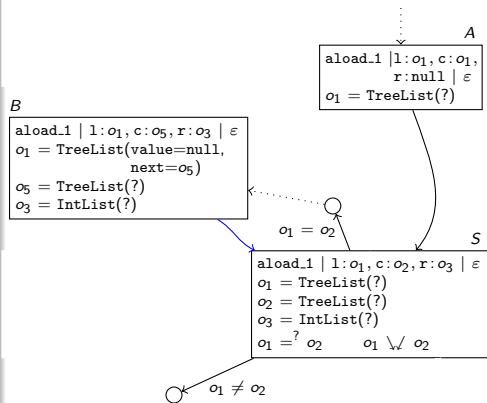 A
aload_1 |l:o₁, c:o₁,
r:null | ε
o₁ = TreeList(?)
B
aload_1 | l:o₁, c:o₅, r:o₃ | ε
o₁ = TreeList(value=null,
next=o₅)
o₅ = TreeList(?)
o₃ = IntList(?)
o₁ = o₂
S
aload_1 | l:o₁, c:o₂, r:o₃ | ε
o₁ = TreeList(?)
o₂ = TreeList(?)
o₃ = IntList(?)
o₁ =? o₂ o₁ \/ o₂
o₁ ≠ o₂